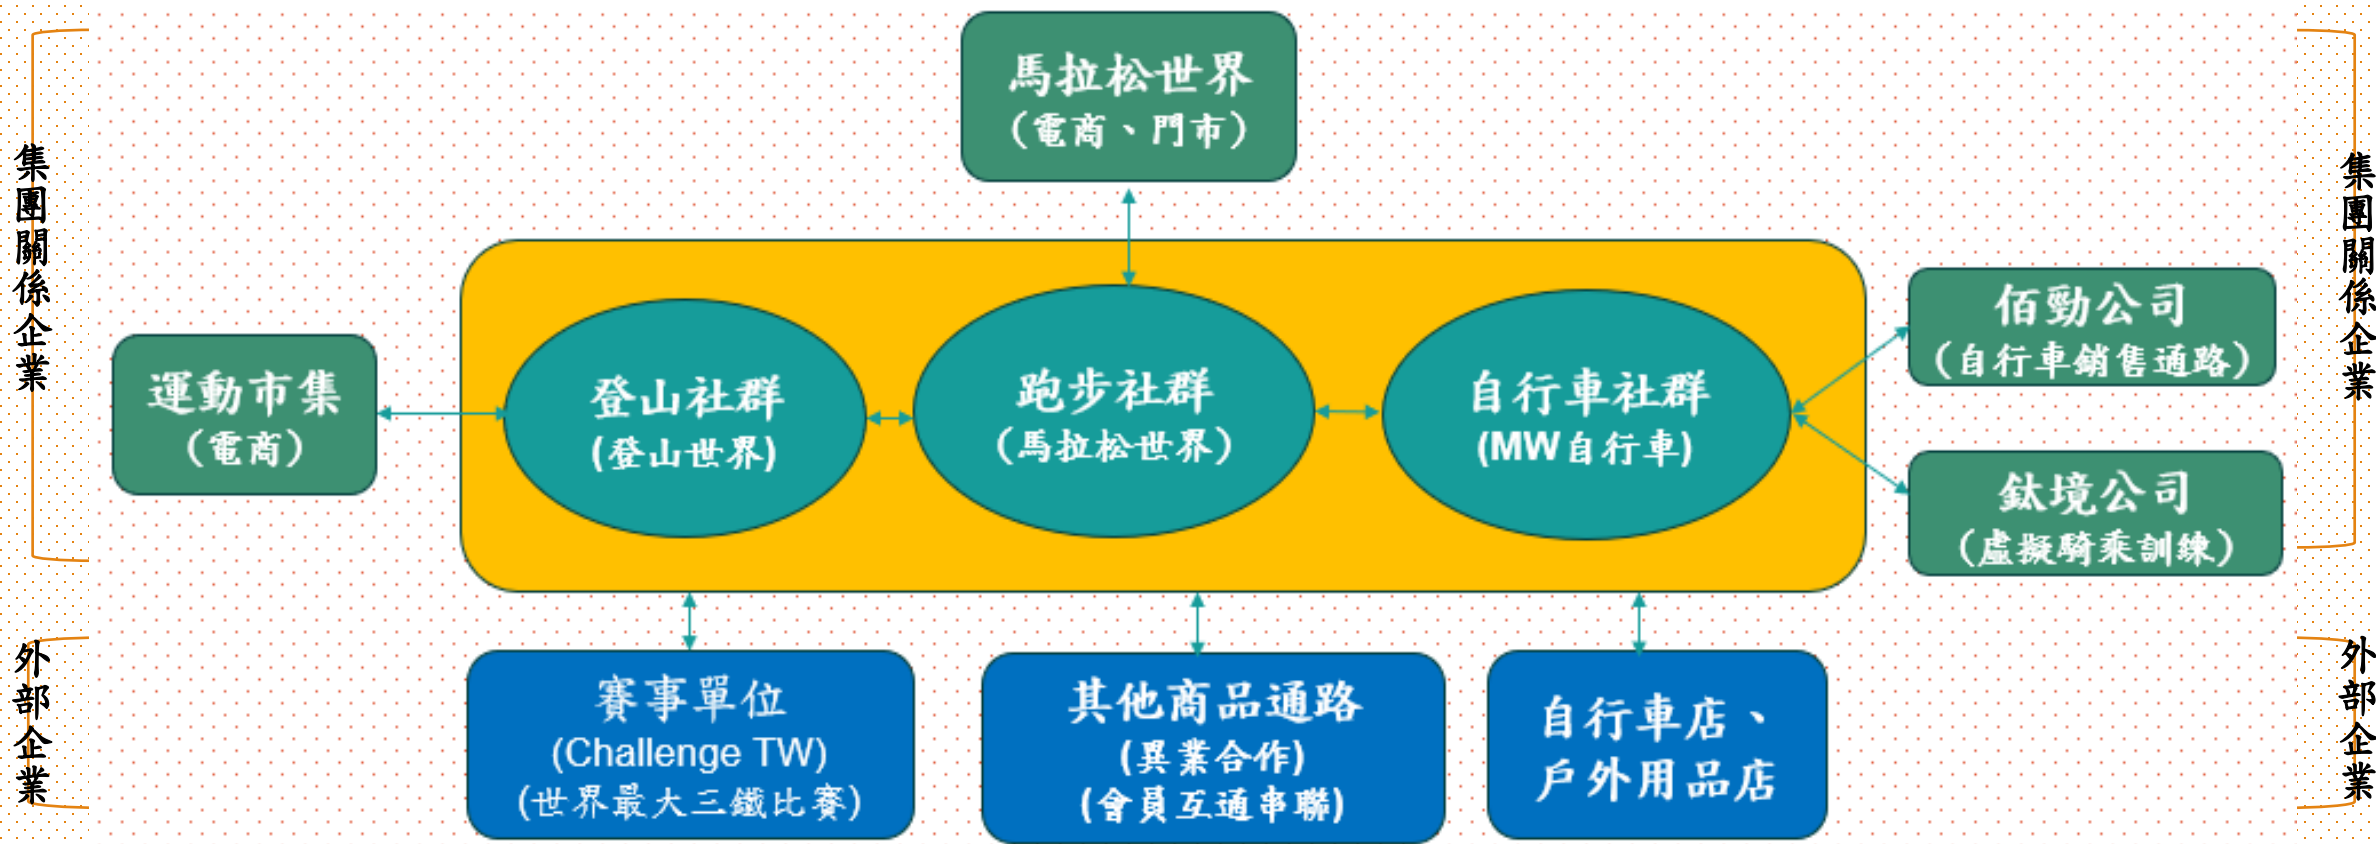 馬拉松世界
（電商、門市）
集團關係企業
集團關係企業
佰勁公司
（自行車銷售通路）
運動市集
（電商）
登山社群
(登山世界)
跑步社群
（馬拉松世界）
自行車社群
(MW自行車)
鈦境公司
（虛擬騎乘訓練）
外部企業
外部企業
賽事單位
(Challenge TW)
(世界最大三鐵比賽)
其他商品通路
(異業合作)
(會員互通串聯)
自行車店、
戶外用品店